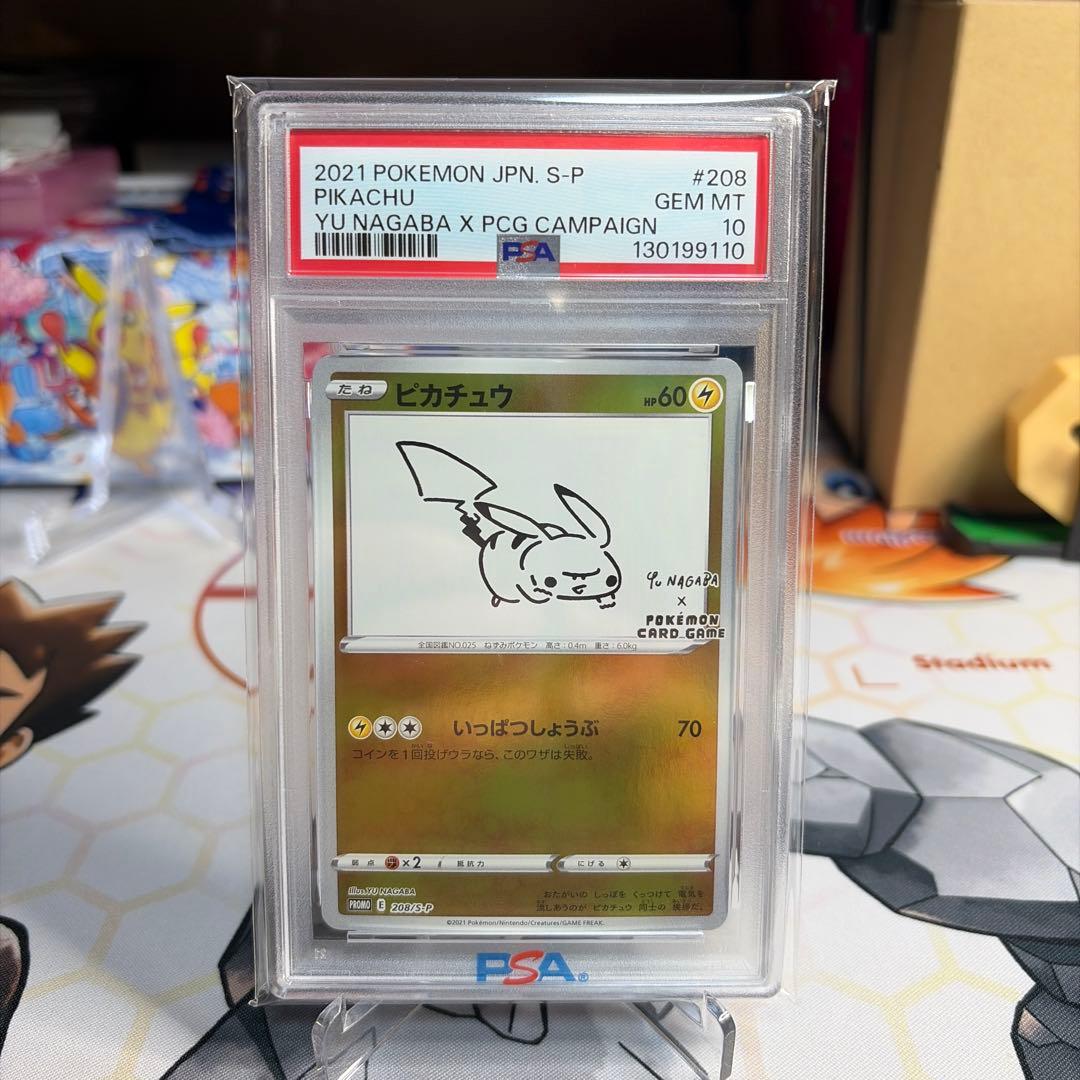 2021 POKEMON JPN. S-P #208
PIKACHU GEM MT
YU NAGABA X PCG CAMPAIGN 10
PSA 130199110
たね ピカチュウ HP60
Yu NAGABA
X
POKÉMON
CARD GAME
全国図鑑NO.025 ねずみポケモン 高さ:0.4m 重さ:6.0kg
いっぱつしょうぶ 70
コインを1回投げウラなら、このワザは失敗。
弱点 ×2 抵抗力 にげる
illus. YU NAGABA
PROMO E 208/S-P
おたがいの しっぽを くっつけて 電気を
流しあうのが ピカチュウ 同士の 挨拶だ。
©2021 Pokémon/Nintendo/Creatures/GAME FREAK.
PSA®
Stadium